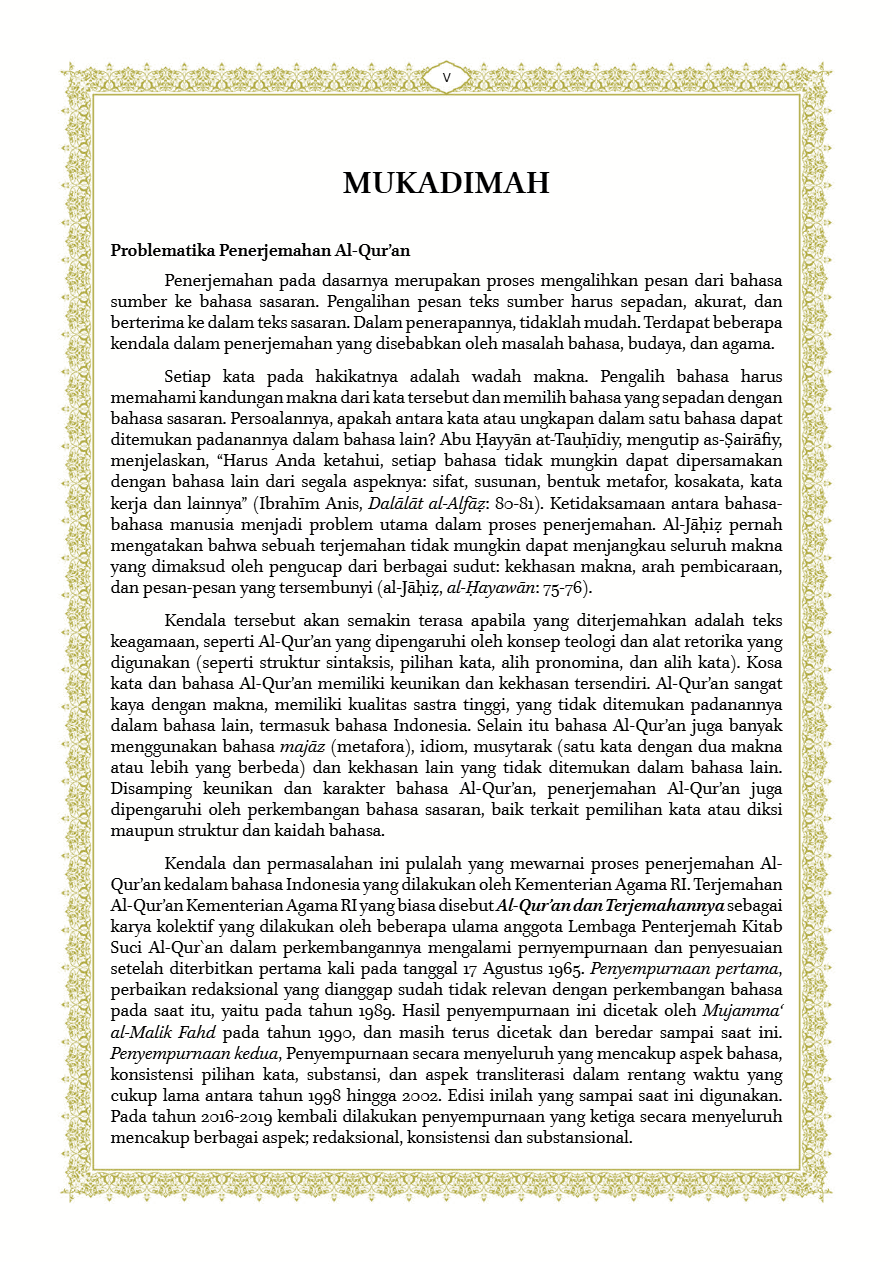 V
MUKADIMAH
Problematika Penerjemahan Al-Qur’an
Penerjemahan pada dasarnya merupakan proses mengalihkan pesan dari bahasa
sumber ke bahasa sasaran. Pengalihan pesan teks sumber harus sepadan, akurat, dan
berterima ke dalam teks sasaran. Dalam penerapannya, tidaklah mudah. Terdapat beberapa
kendala dalam penerjemahan yang disebabkan oleh masalah bahasa, budaya, dan agama.
Setiap kata pada hakikatnya adalah wadah makna. Pengalih bahasa harus
memahami kandungan makna dari kata tersebut dan memilih bahasa yang sepadan dengan
bahasa sasaran. Persoalannya, apakah antara kata atau ungkapan dalam satu bahasa dapat
ditemukan padanannya dalam bahasa lain? Abu Ḥayyān at-Tauḥīdiy, mengutip as-Ṣairāfiy,
menjelaskan, “Harus Anda ketahui, setiap bahasa tidak mungkin dapat dipersamakan
dengan bahasa lain dari segala aspeknya: sifat, susunan, bentuk metafor, kosakata, kata
kerja dan lainnya” (Ibrahīm Anis, Dalālāt al-Alfāẓ: 80-81). Ketidaksamaan antara bahasa-
bahasa manusia menjadi problem utama dalam proses penerjemahan. Al-Jāḥiẓ pernah
mengatakan bahwa sebuah terjemahan tidak mungkin dapat menjangkau seluruh makna
yang dimaksud oleh pengucap dari berbagai sudut: kekhasan makna, arah pembicaraan,
dan pesan-pesan yang tersembunyi (al-Jāḥiẓ, al-Ḥayawān: 75-76).
Kendala tersebut akan semakin terasa apabila yang diterjemahkan adalah teks
keagamaan, seperti Al-Qur’an yang dipengaruhi oleh konsep teologi dan alat retorika yang
digunakan (seperti struktur sintaksis, pilihan kata, alih pronomina, dan alih kata). Kosa
kata dan bahasa Al-Qur’an memiliki keunikan dan kekhasan tersendiri. Al-Qur’an sangat
kaya dengan makna, memiliki kualitas sastra tinggi, yang tidak ditemukan padanannya
dalam bahasa lain, termasuk bahasa Indonesia. Selain itu bahasa Al-Qur’an juga banyak
menggunakan bahasa majāz (metafora), idiom, musytarak (satu kata dengan dua makna
atau lebih yang berbeda) dan kekhasan lain yang tidak ditemukan dalam bahasa lain.
Disamping keunikan dan karakter bahasa Al-Qur’an, penerjemahan Al-Qur’an juga
dipengaruhi oleh perkembangan bahasa sasaran, baik terkait pemilihan kata atau diksi
maupun struktur dan kaidah bahasa.
Kendala dan permasalahan ini pulalah yang mewarnai proses penerjemahan Al-
Qur’an kedalam bahasa Indonesia yang dilakukan oleh Kementerian Agama RI. Terjemahan
Al-Qur’an Kementerian Agama RI yang biasa disebut Al-Qur’an dan Terjemahannya sebagai
karya kolektif yang dilakukan oleh beberapa ulama anggota Lembaga Penterjemah Kitab
Suci Al-Qur`an dalam perkembangannya mengalami pernyempurnaan dan penyesuaian
setelah diterbitkan pertama kali pada tanggal 17 Agustus 1965. Penyempurnaan pertama,
perbaikan redaksional yang dianggap sudah tidak relevan dengan perkembangan bahasa
pada saat itu, yaitu pada tahun 1989. Hasil penyempurnaan ini dicetak oleh Mujamma‘
al-Malik Fahd pada tahun 1990, dan masih terus dicetak dan beredar sampai saat ini.
Penyempurnaan kedua, Penyempurnaan secara menyeluruh yang mencakup aspek bahasa,
konsistensi pilihan kata, substansi, dan aspek transliterasi dalam rentang waktu yang
cukup lama antara tahun 1998 hingga 2002. Edisi inilah yang sampai saat ini digunakan.
Pada tahun 2016-2019 kembali dilakukan penyempurnaan yang ketiga secara menyeluruh
mencakup berbagai aspek; redaksional, konsistensi dan substansional.